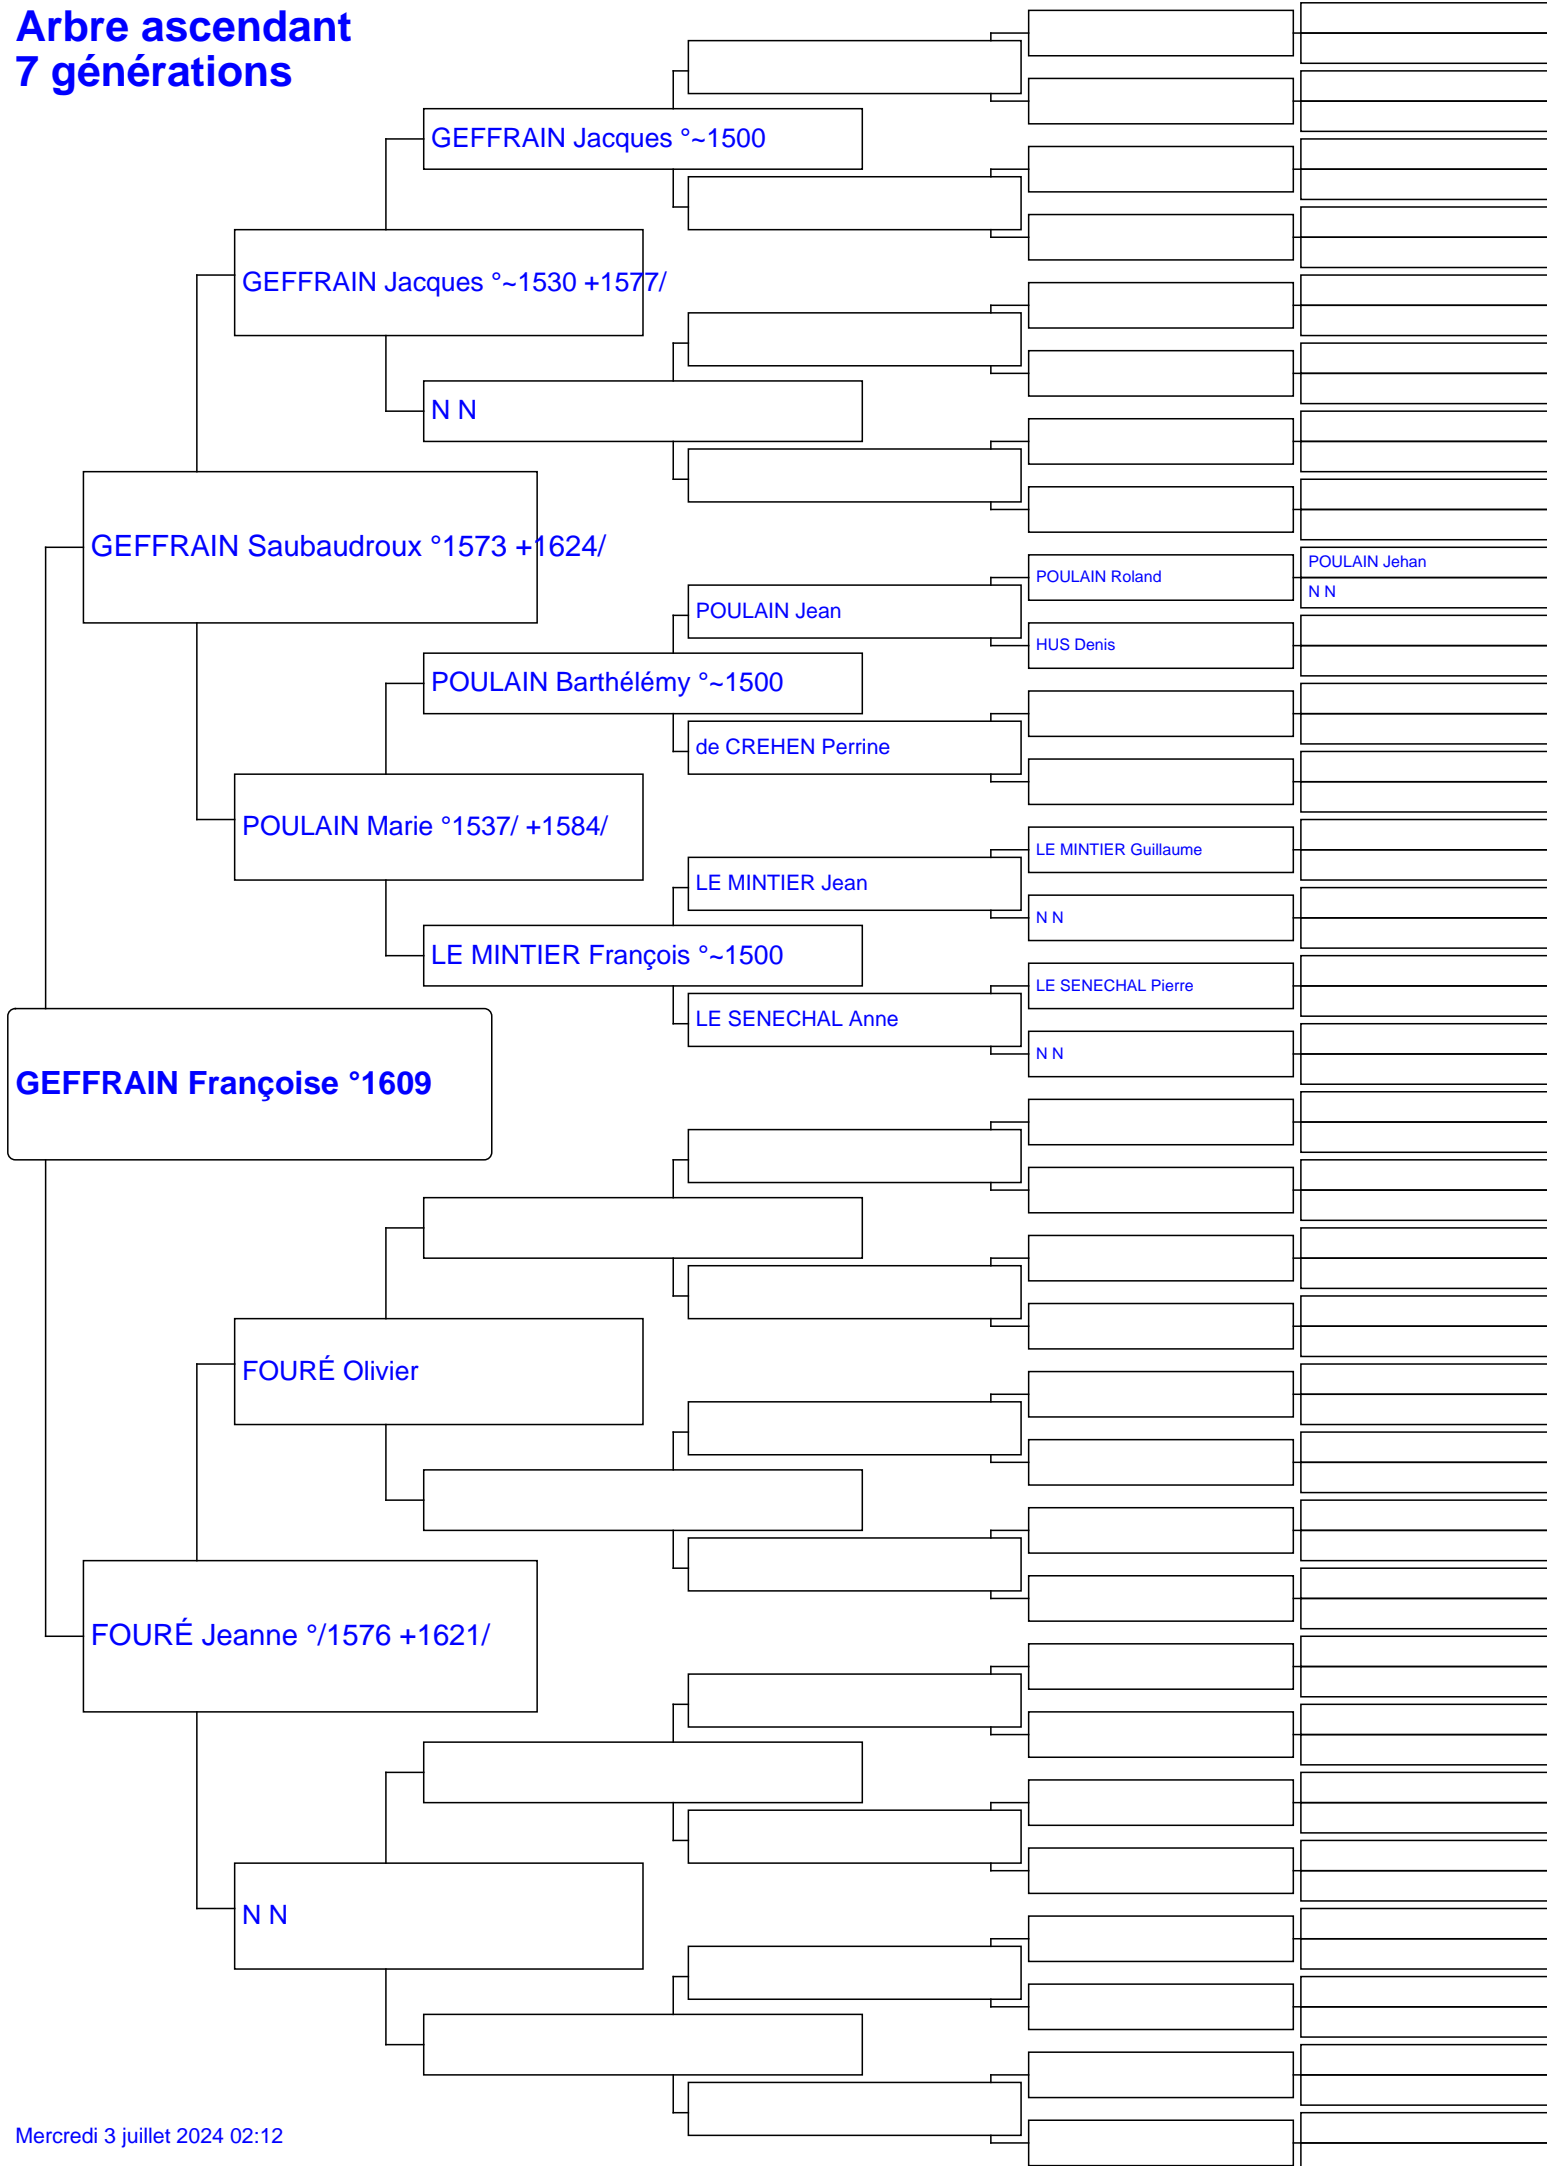 Arbre ascendant
7 générations
GEFFRAIN Jacques °~1500
GEFFRAIN Jacques °~1530 +1577/
N N
GEFFRAIN Saubaudroux °1573 +1624/
POULAIN Jehan
POULAIN Roland
N N
POULAIN Jean
HUS Denis
POULAIN Barthélémy °~1500
de CREHEN Perrine
POULAIN Marie °1537/ +1584/
LE MINTIER Guillaume
LE MINTIER Jean
N N
LE MINTIER François °~1500
LE SENECHAL Pierre
LE SENECHAL Anne
N N
GEFFRAIN Françoise °1609
FOURÉ Olivier
FOURÉ Jeanne °/1576 +1621/
N N
Mercredi 3 juillet 2024 02:12